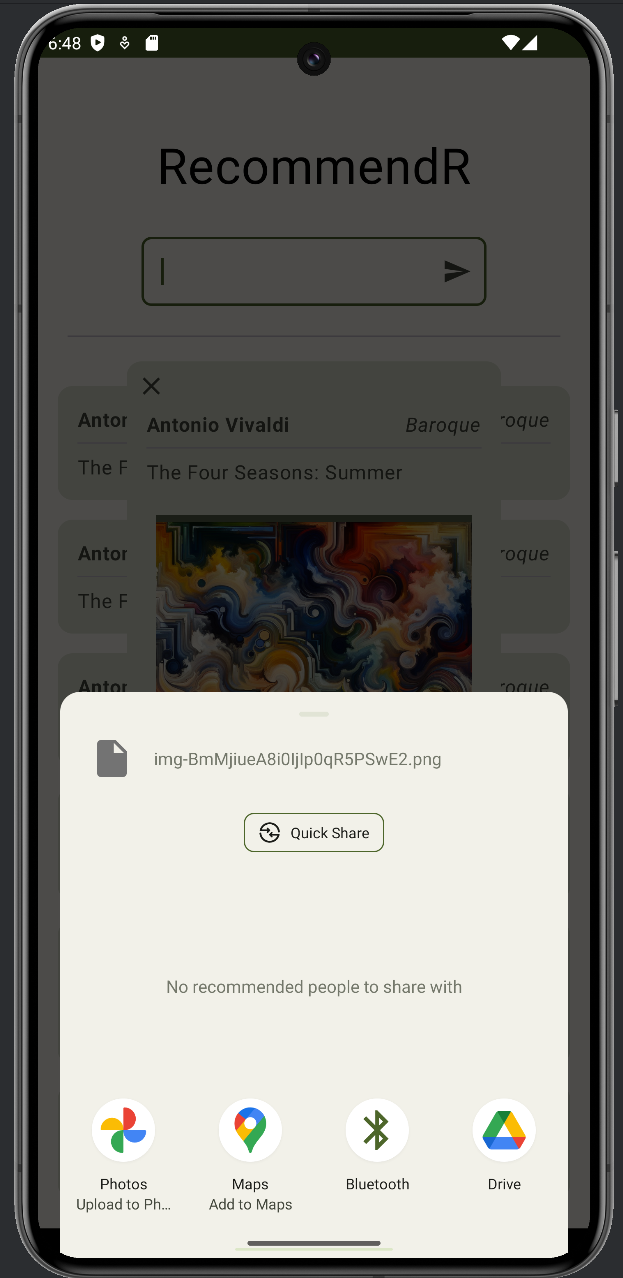 6:48
RecommendR
Anton
Antonio Vivaldi
Baroque
roque
The F
The Four Seasons: Summer
Anton
roque
The F
Anton
roque
img-BmMjiueA8i0IjIp0qR5PSwE2.png
Quick Share
No recommended people to share with
Photos
Maps
Bluetooth
Drive
Upload to Ph...
Add to Maps